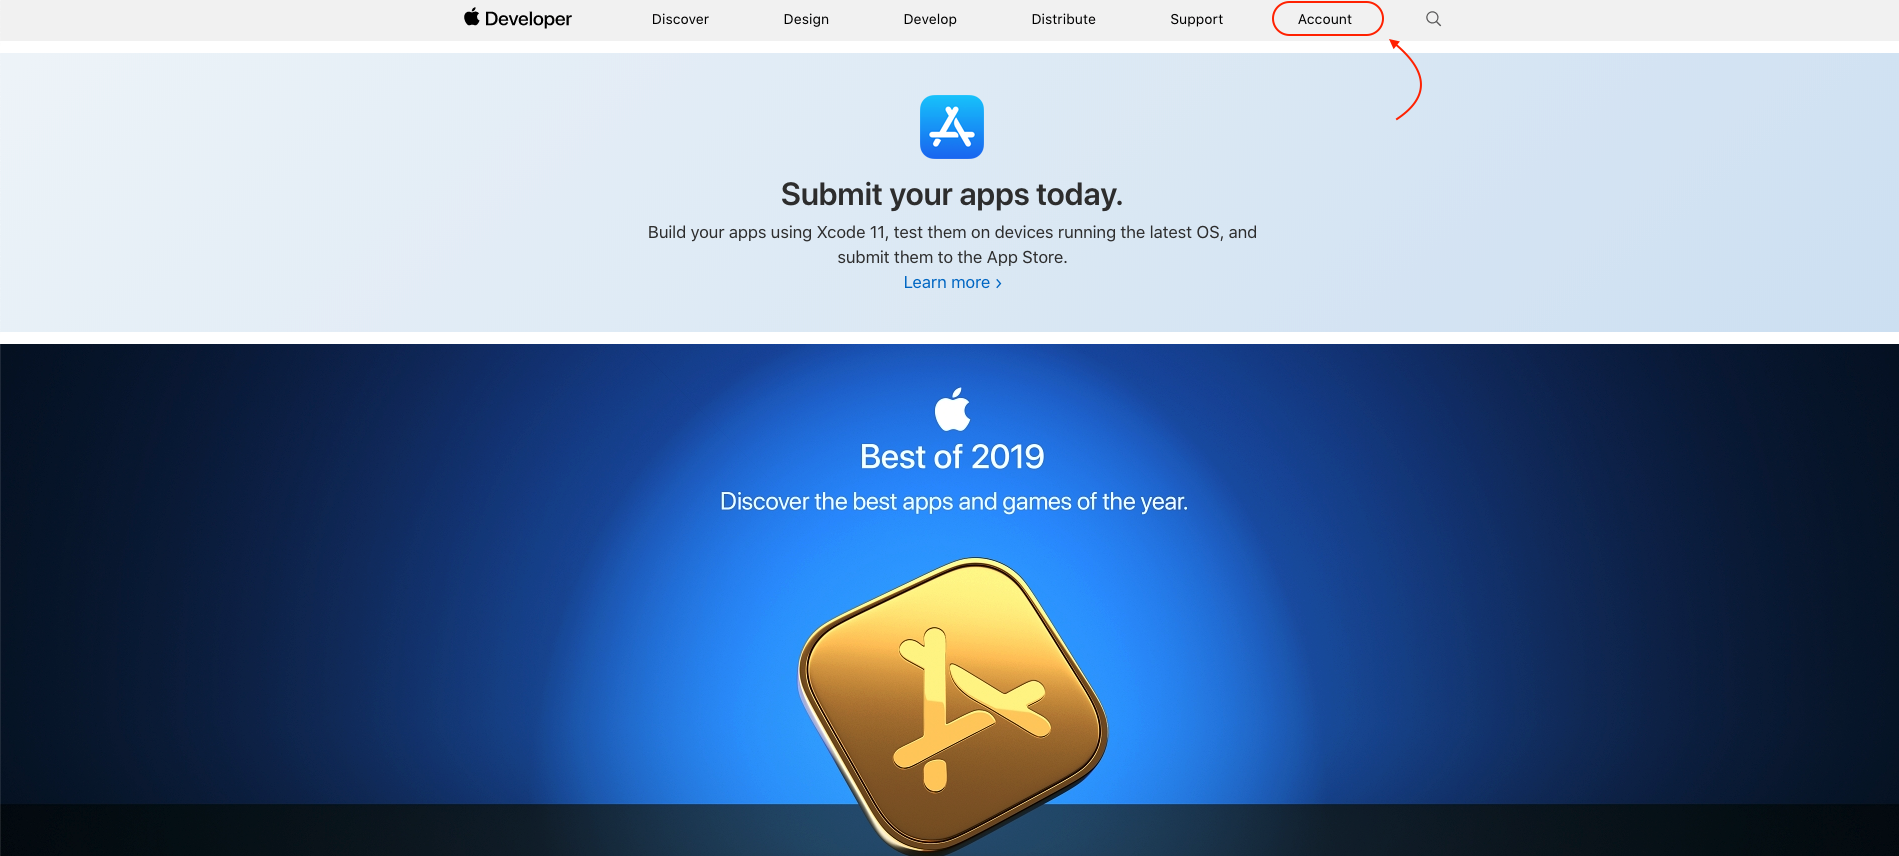 Developer Discover Design Develop Distribute Support Account
Submit your apps today.
Build your apps using Xcode 11, test them on devices running the latest OS, and
submit them to the App Store.
Learn more ›
Best of 2019
Discover the best apps and games of the year.